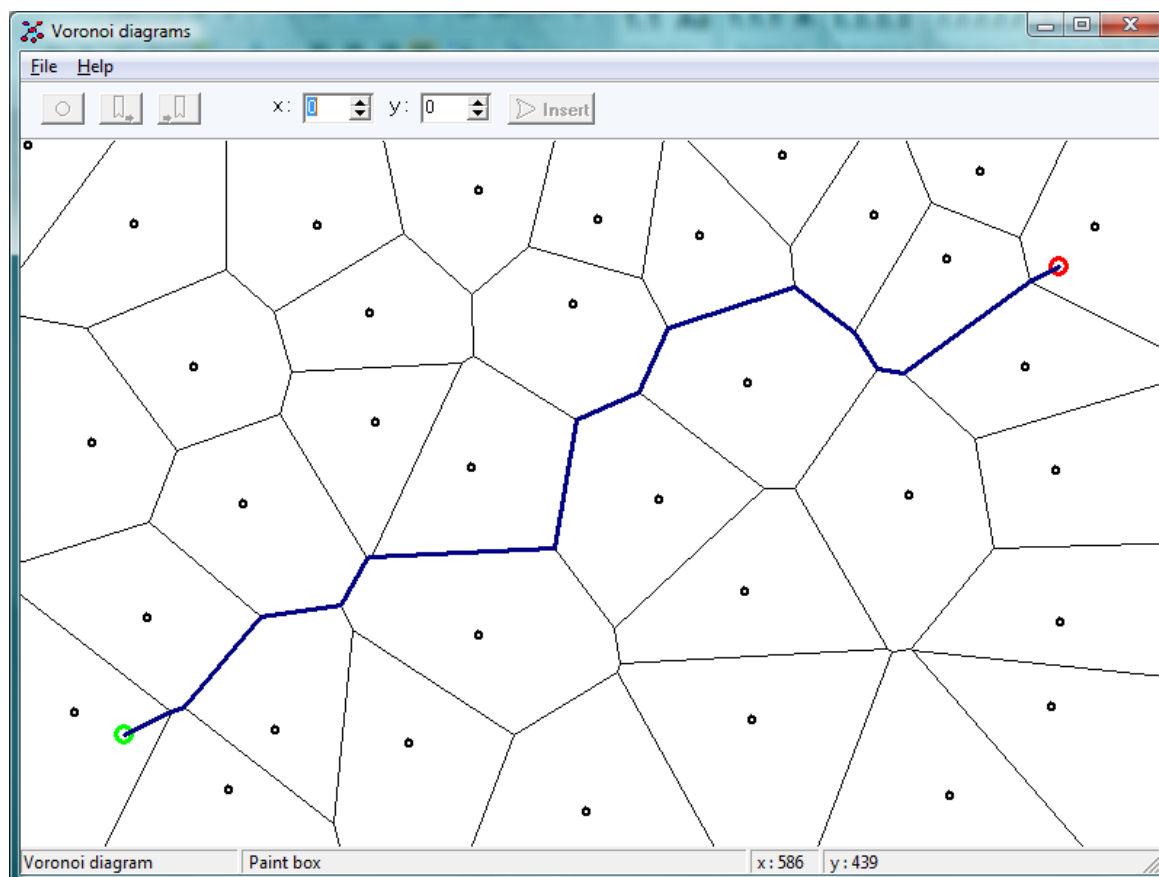 Voronoi diagrams
File Help
x: 0 y: 0 Insert
Voronoi diagram Paint box x: 586 y: 439